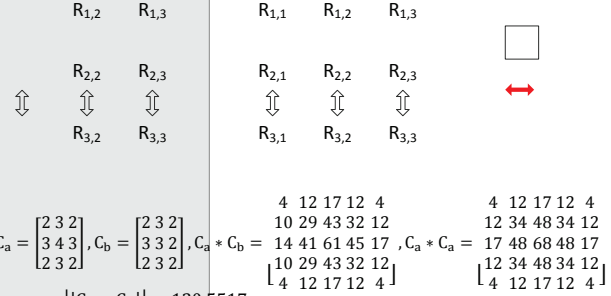 R1,2 R1,3 R1,1 R1,2 R1,3
R2,2 R2,3 R2,1 R2,2 R2,3
R3,2 R3,3 R3,1 R3,2 R3,3
4 12 17 12 4 4 12 17 12 4
2 3 2 2 3 2 10 29 43 32 12 12 34 48 34 12
Ca = [3 4 3] , Cb = [3 3 2] , Ca * Cb = 14 41 61 45 17 , Ca * Ca = 17 48 68 48 17
2 3 2 2 3 2 10 29 43 32 12 12 34 48 34 12
4 12 17 12 4 4 12 17 12 4